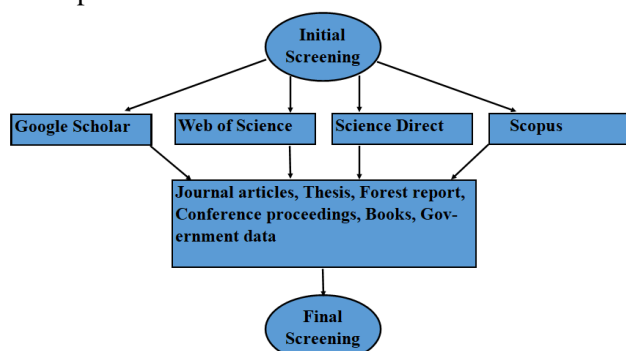 Initial
Screening
Google Scholar
Web of Science
Science Direct
Scopus
Journal articles, Thesis, Forest report,
Conference proceedings, Books, Gov-
ernment data
Final
Screening